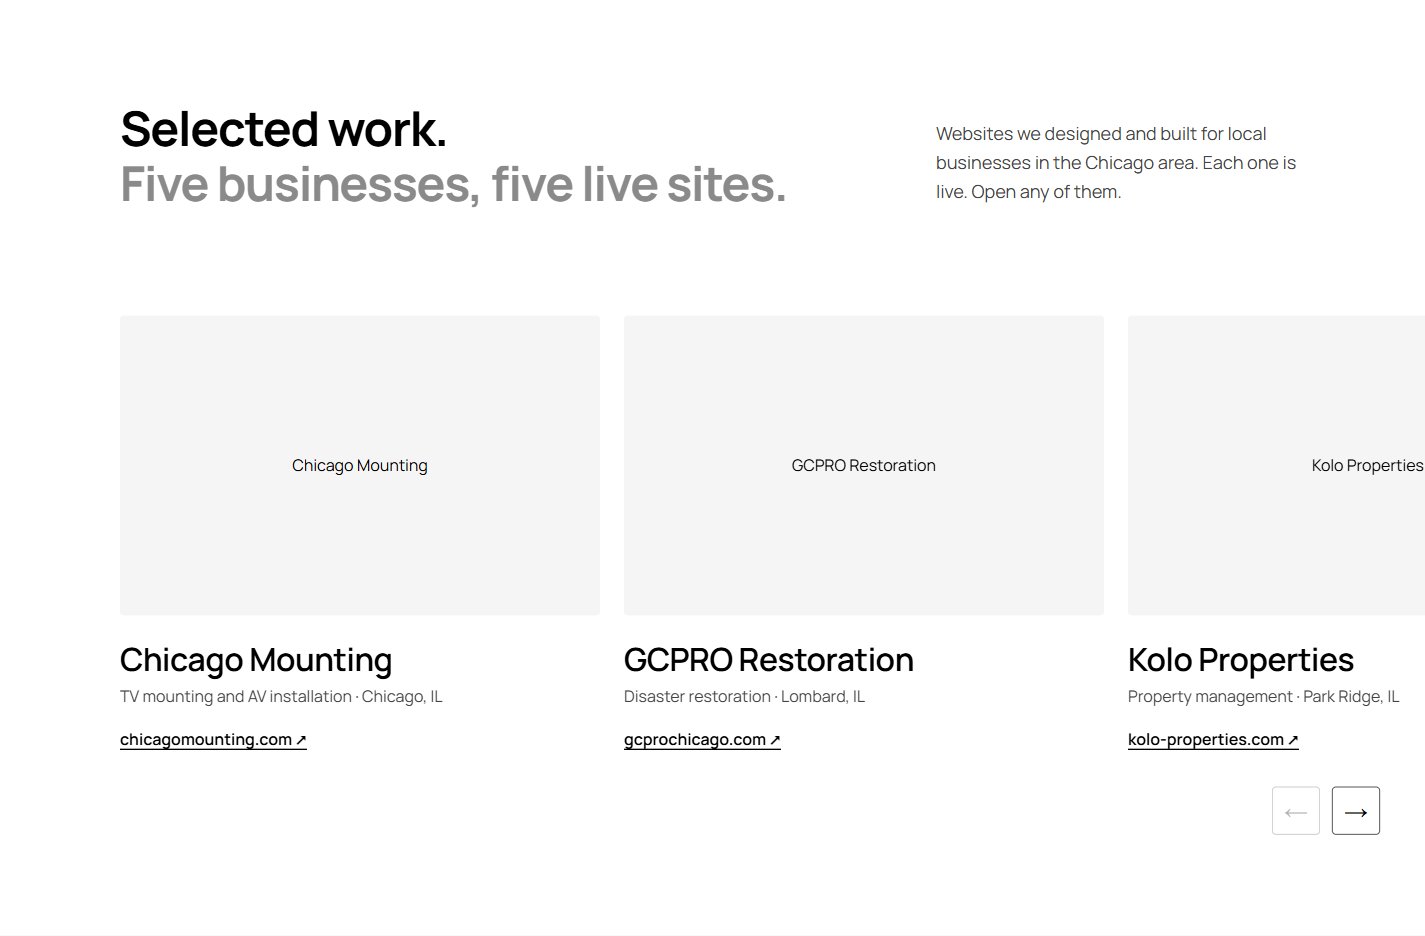 Selected work.
Five businesses, five live sites.
Websites we designed and built for local
businesses in the Chicago area. Each one is
live. Open any of them.
Chicago Mounting
GCPRO Restoration
Kolo Properties
Chicago Mounting
TV mounting and AV installation · Chicago, IL
chicagomounting.com ↗
GCPRO Restoration
Disaster restoration · Lombard, IL
gcprochicago.com ↗
Kolo Properties
Property management · Park Ridge, IL
kolo-properties.com ↗
← →